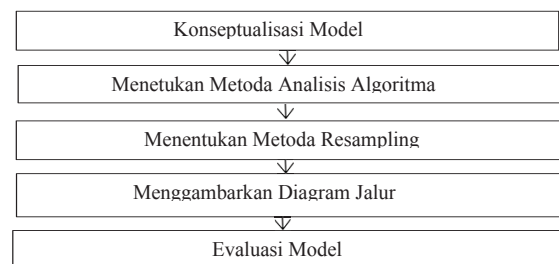 Konseptualisasi Model
Menetukan Metoda Analisis Algoritma
Menentukan Metoda Resampling
Menggambarkan Diagram Jalur
Evaluasi Model